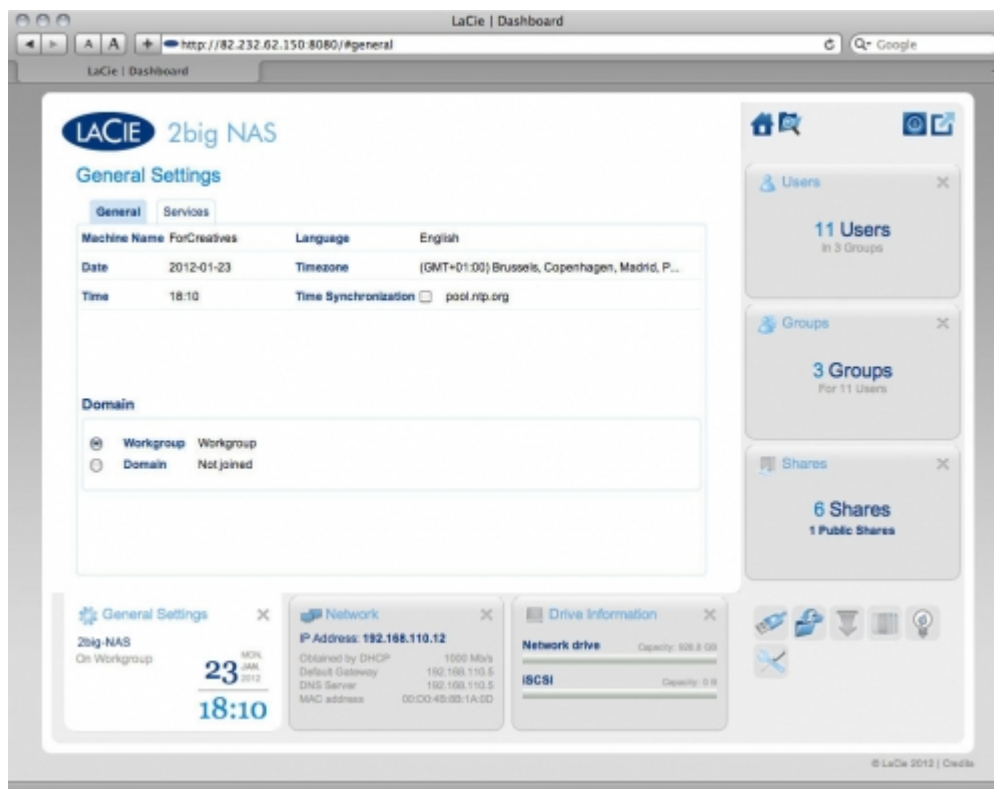 LaCie | Dashboard
A A + http://82.232.62.150:8080/#general Google
LaCie | Dashboard
LACIE 2big NAS
General Settings
General Services
Machine Name ForCreatives Language English
Date 2012-01-23 Timezone (GMT+01:00) Brussels, Copenhagen, Madrid, P...
Time 18:10 Time Synchronization pool.ntp.org
Domain
Workgroup Workgroup
Domain Not joined
Users
11 Users
In 3 Groups
Groups
3 Groups
For 11 Users
Shares
6 Shares
1 Public Shares
General Settings
2big-NAS
On Workgroup
23 MON. JAN. 2012
18:10
Network
IP Address: 192.168.110.12
Obtained by DHCP 1000 Mb/s
Default Gateway 192.168.110.5
DNS Server 192.168.110.5
MAC address
Drive Information
Network drive Capacity:
iSCSI Capacity: 0 B
© LaCie 2012 | Credits